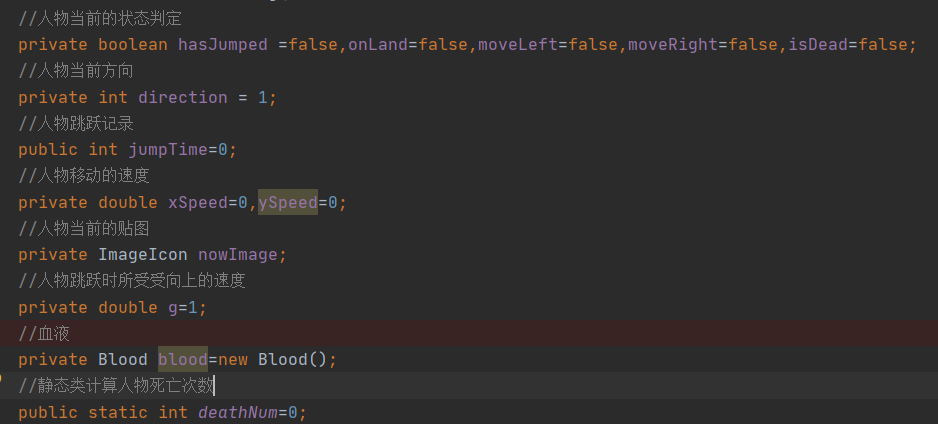 //人物当前的状态判定
private boolean hasJumped =false,onLand=false,moveLeft=false,moveRight=false,isDead=false;
//人物当前方向
private int direction = 1;
//人物跳跃记录
public int jumpTime=0;
//人物移动的速度
private double xSpeed=0,ySpeed=0;
//人物当前的贴图
private ImageIcon nowImage;
//人物跳跃时所受受向上的速度
private double g=1;
//血液
private Blood blood=new Blood();
//静态类计算人物死亡次数
public static int deathNum=0;